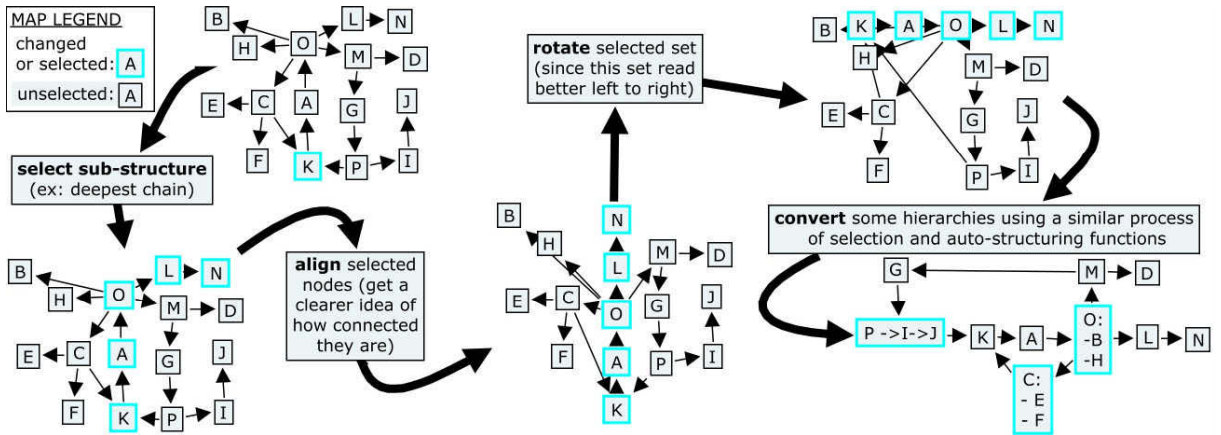 MAP LEGEND
changed
or selected: A
unselected: A
B
L
N
O
H
M
D
E
C
A
G
J
F
K
P
I
select sub-structure
(ex: deepest chain)
B
L
N
O
H
M
D
E
C
A
G
J
F
K
P
I
align selected
nodes (get a
clearer idea of
how connected
they are)
B
N
H
L
M
D
E
C
O
G
J
F
A
P
I
K
rotate selected set
(since this set read
better left to right)
B
K
A
O
L
N
H
M
D
E
C
G
J
F
P
I
convert some hierarchies using a similar process
of selection and auto-structuring functions
G
M
D
P ->I->J
K
A
O:
-B
-H
L
N
C:
- E
- F